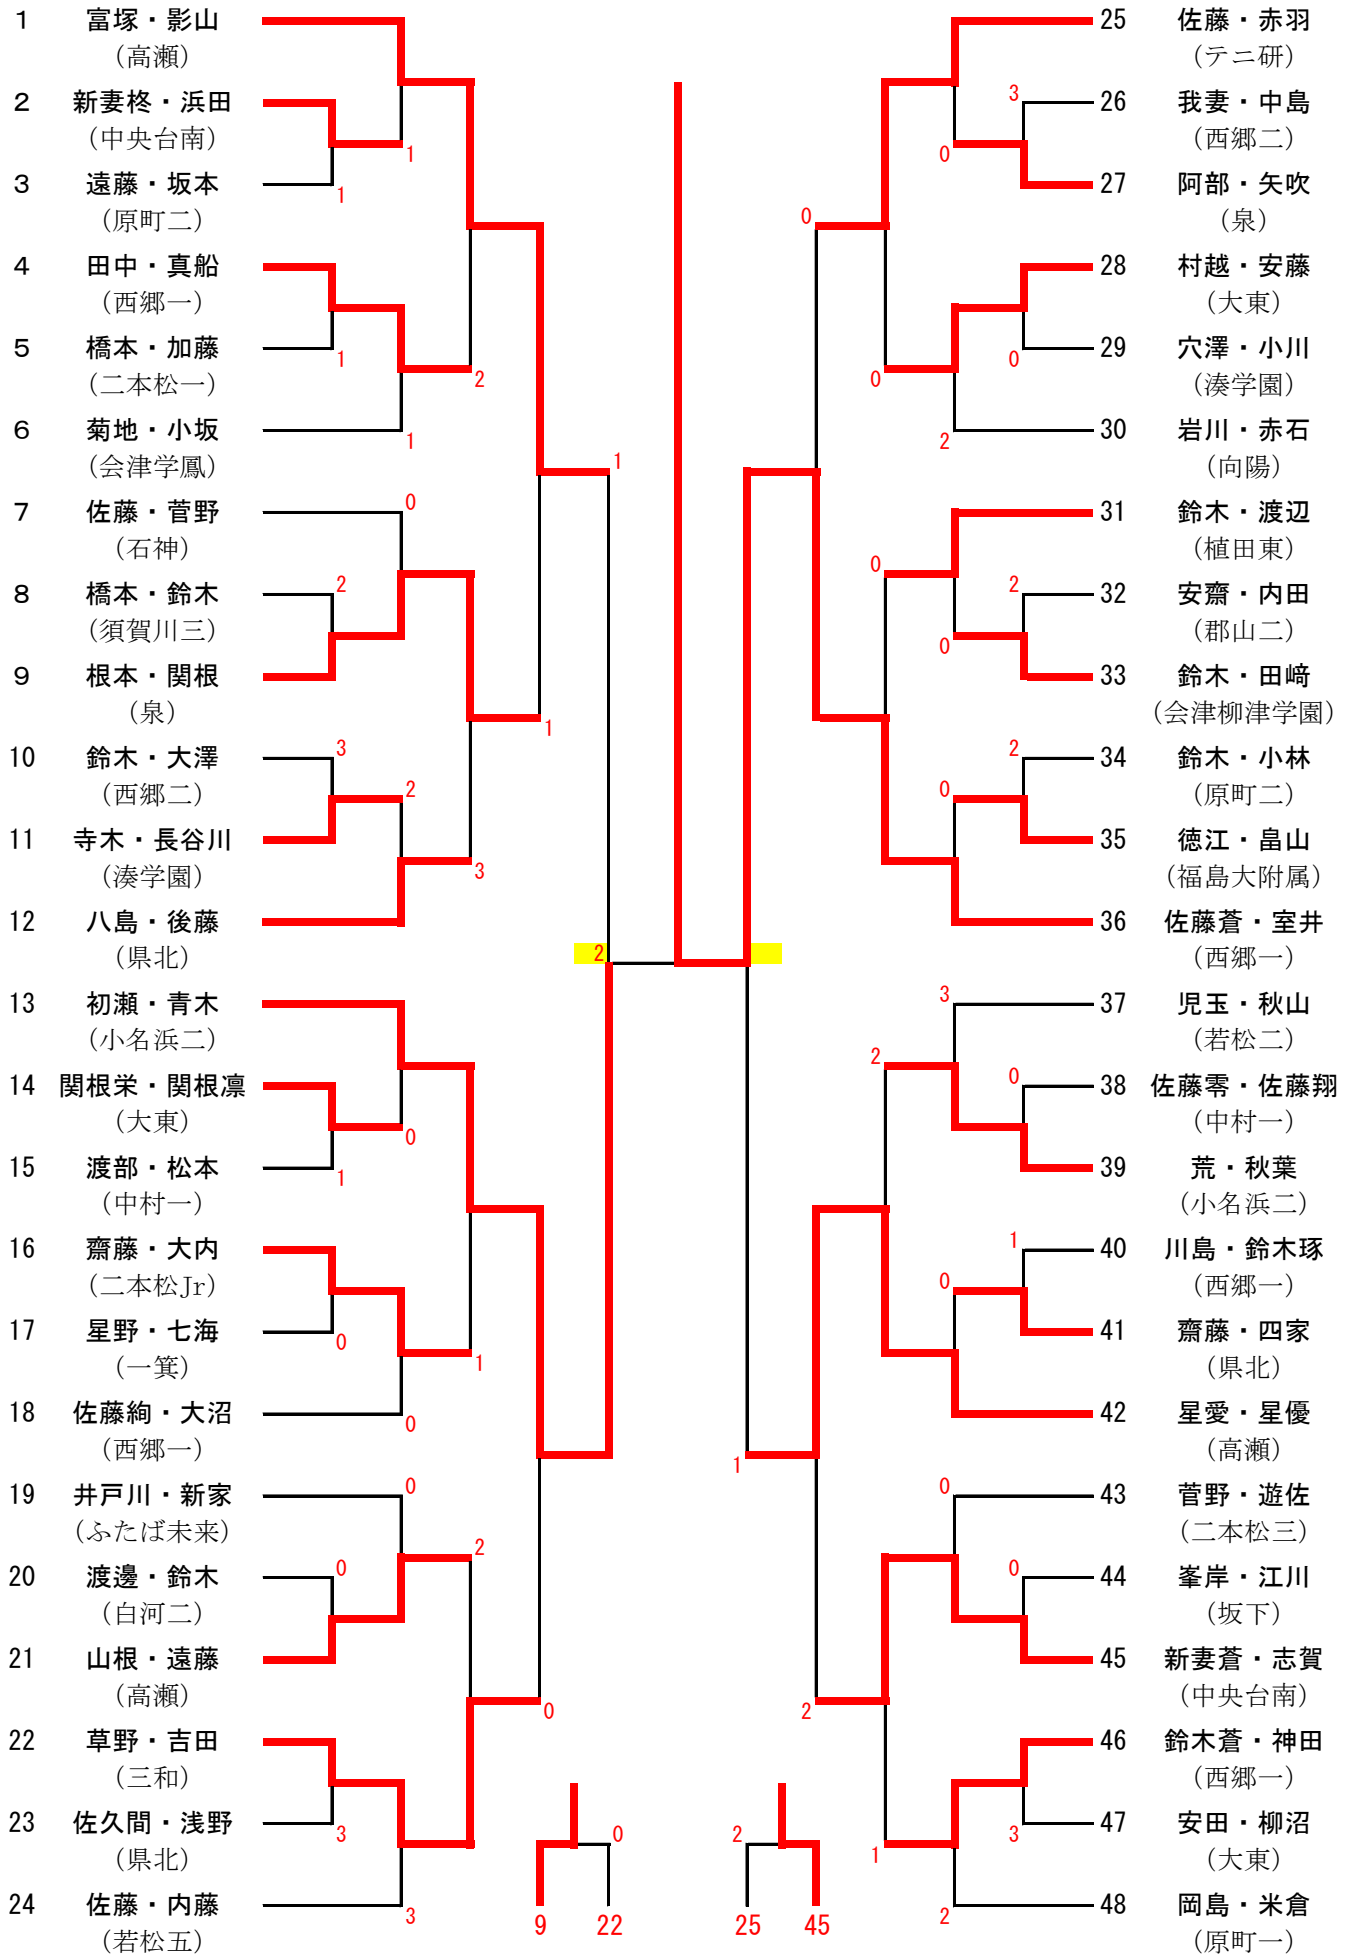 1 富塚・影山
（高瀬）
1
2 新妻柊・浜田
（中央台南）
3 遠藤・坂本
（原町二）
1
4 田中・真船
（西郷一）
5 橋本・加藤
（二本松一）
1
2
6 菊地・小坂
（会津学鳳）
1
1
7 佐藤・菅野
（石神）
0
8 橋本・鈴木
（須賀川三）
2
9 根本・関根
（泉）
1
10 鈴木・大澤
（西郷二）
3
2
11 寺木・長谷川
（湊学園）
3
12 八島・後藤
（県北）
2
13 初瀬・青木
（小名浜二）
14 関根栄・関根凛
（大東）
0
15 渡部・松本
（中村一）
1
16 齋藤・大内
（二本松Jr）
17 星野・七海
（一箕）
0
1
18 佐藤絢・大沼
（西郷一）
0
19 井戸川・新家
（ふたば未来）
0
2
20 渡邊・鈴木
（白河二）
0
21 山根・遠藤
（高瀬）
0
22 草野・吉田
（三和）
23 佐久間・浅野
（県北）
3
24 佐藤・内藤
（若松五）
3
0
9 22
2
25 45
25 佐藤・赤羽
（テニ研）
3
26 我妻・中島
（西郷二）
0
27 阿部・矢吹
（泉）
0
28 村越・安藤
（大東）
0
29 穴澤・小川
（湊学園）
0
2
30 岩川・赤石
（向陽）
31 鈴木・渡辺
（植田東）
0
2
32 安齋・内田
（郡山二）
0
33 鈴木・田﨑
（会津柳津学園）
2
34 鈴木・小林
（原町二）
0
35 徳江・畠山
（福島大附属）
36 佐藤蒼・室井
（西郷一）
3
37 児玉・秋山
（若松二）
2
0
38 佐藤零・佐藤翔
（中村一）
39 荒・秋葉
（小名浜二）
1
40 川島・鈴木琢
（西郷一）
0
41 齋藤・四家
（県北）
42 星愛・星優
（高瀬）
1
0
43 菅野・遊佐
（二本松三）
0
44 峯岸・江川
（坂下）
45 新妻蒼・志賀
（中央台南）
2
46 鈴木蒼・神田
（西郷一）
3
47 安田・柳沼
（大東）
1
2
48 岡島・米倉
（原町一）